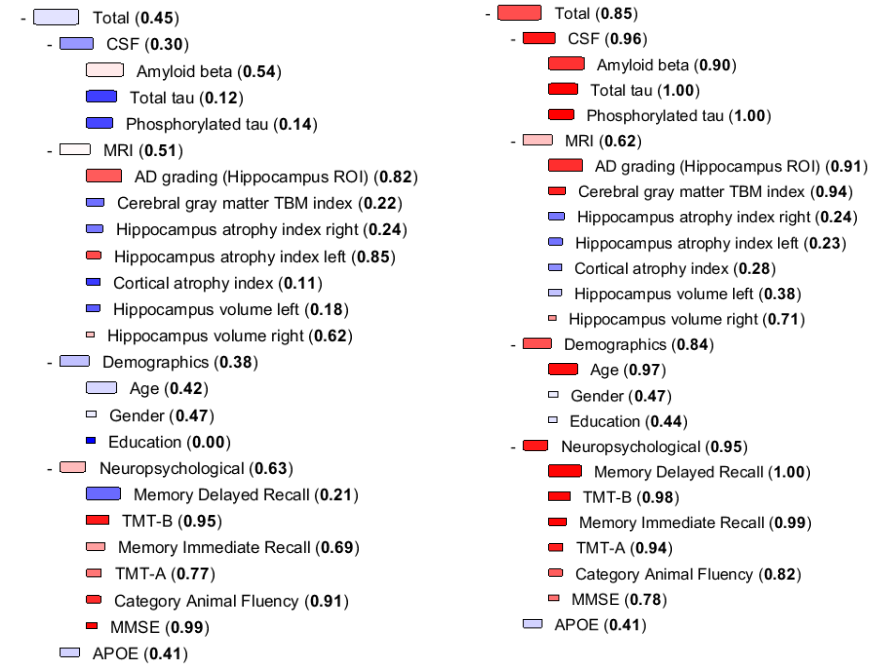 - Total (0.45)
- CSF (0.30)
Amyloid beta (0.54)
Total tau (0.12)
Phosphorylated tau (0.14)
- MRI (0.51)
AD grading (Hippocampus ROI) (0.82)
Cerebral gray matter TBM index (0.22)
Hippocampus atrophy index right (0.24)
Hippocampus atrophy index left (0.85)
Cortical atrophy index (0.11)
Hippocampus volume left (0.18)
Hippocampus volume right (0.62)
- Demographics (0.38)
Age (0.42)
Gender (0.47)
Education (0.00)
- Neuropsychological (0.63)
Memory Delayed Recall (0.21)
TMT-B (0.95)
Memory Immediate Recall (0.69)
TMT-A (0.77)
Category Animal Fluency (0.91)
MMSE (0.99)
APOE (0.41)
- Total (0.85)
- CSF (0.96)
Amyloid beta (0.90)
Total tau (1.00)
Phosphorylated tau (1.00)
- MRI (0.62)
AD grading (Hippocampus ROI) (0.91)
Cerebral gray matter TBM index (0.94)
Hippocampus atrophy index right (0.24)
Hippocampus atrophy index left (0.23)
Cortical atrophy index (0.28)
Hippocampus volume left (0.38)
Hippocampus volume right (0.71)
- Demographics (0.84)
Age (0.97)
Gender (0.47)
Education (0.44)
- Neuropsychological (0.95)
Memory Delayed Recall (1.00)
TMT-B (0.98)
Memory Immediate Recall (0.99)
TMT-A (0.94)
Category Animal Fluency (0.82)
MMSE (0.78)
APOE (0.41)